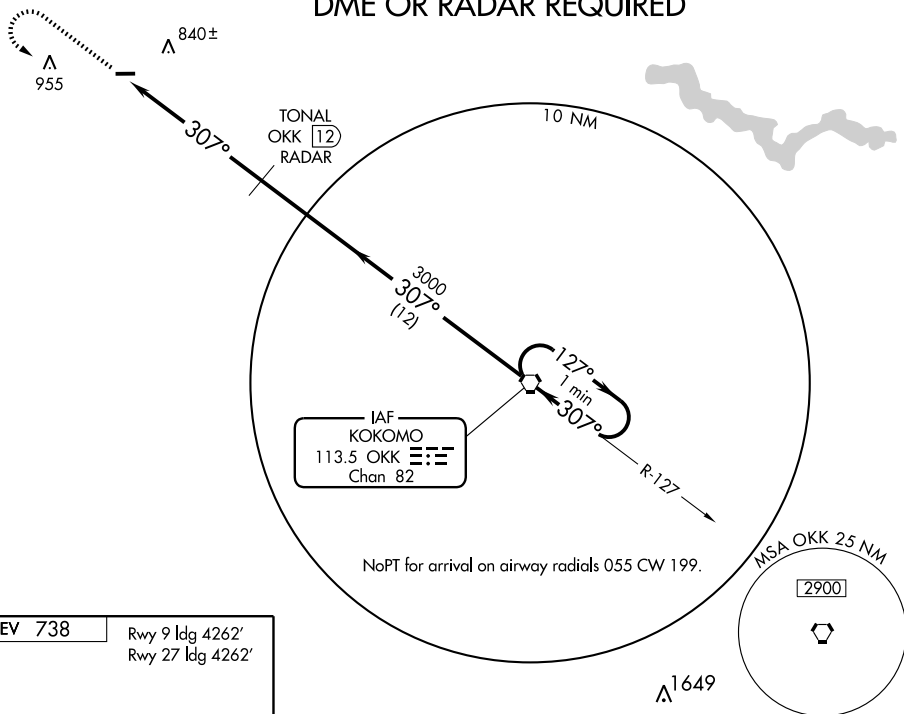 DME OR RADAR REQUIRED
840±
955
TONAL
OKK 12
RADAR
10 NM
307°
3000
307°
(12)
127°
1 min
307°
IAF
KOKOMO
113.5 OKK
Chan 82
R-127
NoPT for arrival on airway radials 055 CW 199.
MSA OKK 25 NM
2900
EV 738
Rwy 9 ldg 4262'
Rwy 27 ldg 4262'
1649